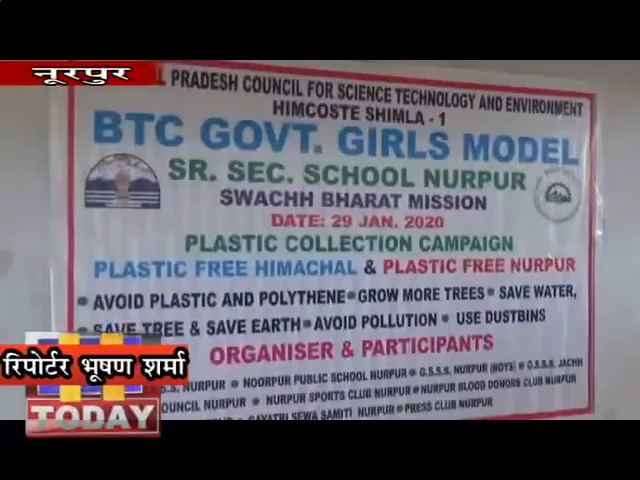 नूरपुर
L PRADESH COUNCIL FOR SCIENCE TECHNOLOGY AND ENVIRONMENT
HIMCOSTE SHIMLA - 1
BTC GOVT. GIRLS MODEL
SR. SEC. SCHOOL NURPUR
SWACHH BHARAT MISSION
DATE: 29 JAN. 2020
PLASTIC COLLECTION CAMPAIGN
PLASTIC FREE HIMACHAL & PLASTIC FREE NURPUR
• AVOID PLASTIC AND POLYTHENE • GROW MORE TREES • SAVE WATER,
SAVE TREE & SAVE EARTH • AVOID POLLUTION • USE DUSTBINS
ORGANISER & PARTICIPANTS
रिपोर्टर भूषण शर्मा
S.S. NURPUR • NOORPUR PUBLIC SCHOOL NURPUR • G.S.S.S. NURPUR (BOYS) • G.S.S.S. JACHH
OUNCIL NURPUR • NURPUR SPORTS CLUB NURPUR • NURPUR BLOOD DONORS CLUB NURPUR
GAYATRI SEWA SAMITI NURPUR • PRESS CLUB NURPUR
TODAY